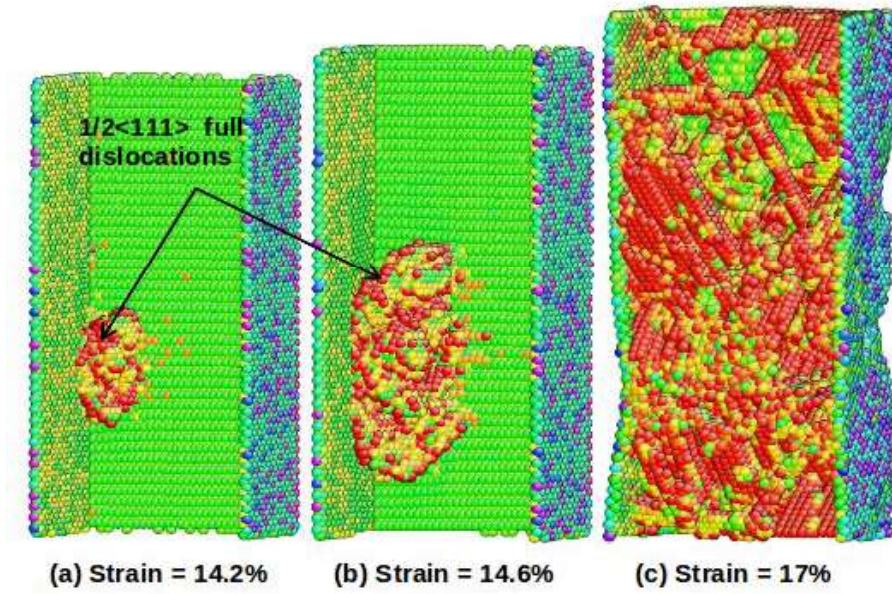 1/2<111> full
dislocations
(a) Strain = 14.2%
(b) Strain = 14.6%
(c) Strain = 17%